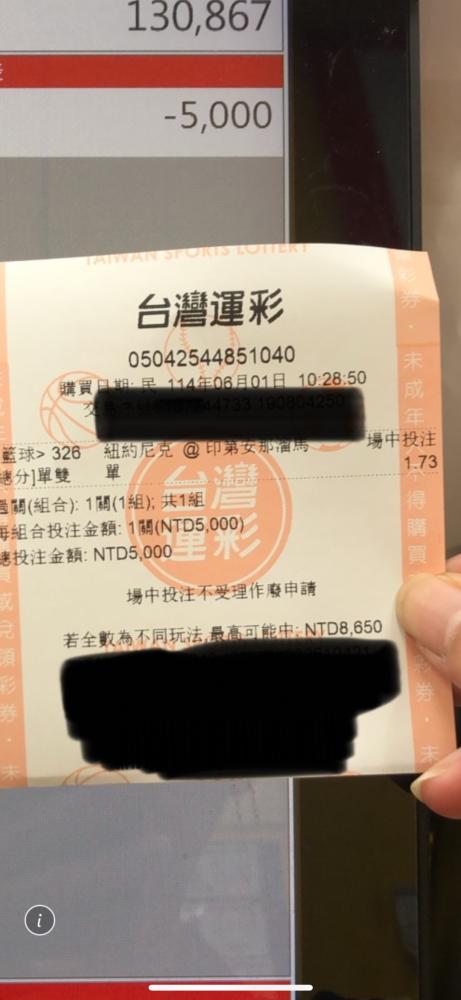 130,867
-5,000
TAIWAN SPORTS LOTTERY
台灣運彩
05042544851040
購買日期: 民 114年06月01日 10:28:50
籃球> 326 紐約尼克 @ 印第安那溜馬 場中投注
總分]單雙 單 1.73
過關(組合): 1關(1組); 共1組
每組合投注金額: 1關(NTD5,000)
總投注金額: NTD5,000
台灣
運彩
場中投注不受理作廢申請
若全數為不同玩法,最高可能中: NTD8,650
彩券・未成年 不得購買
彩券・未